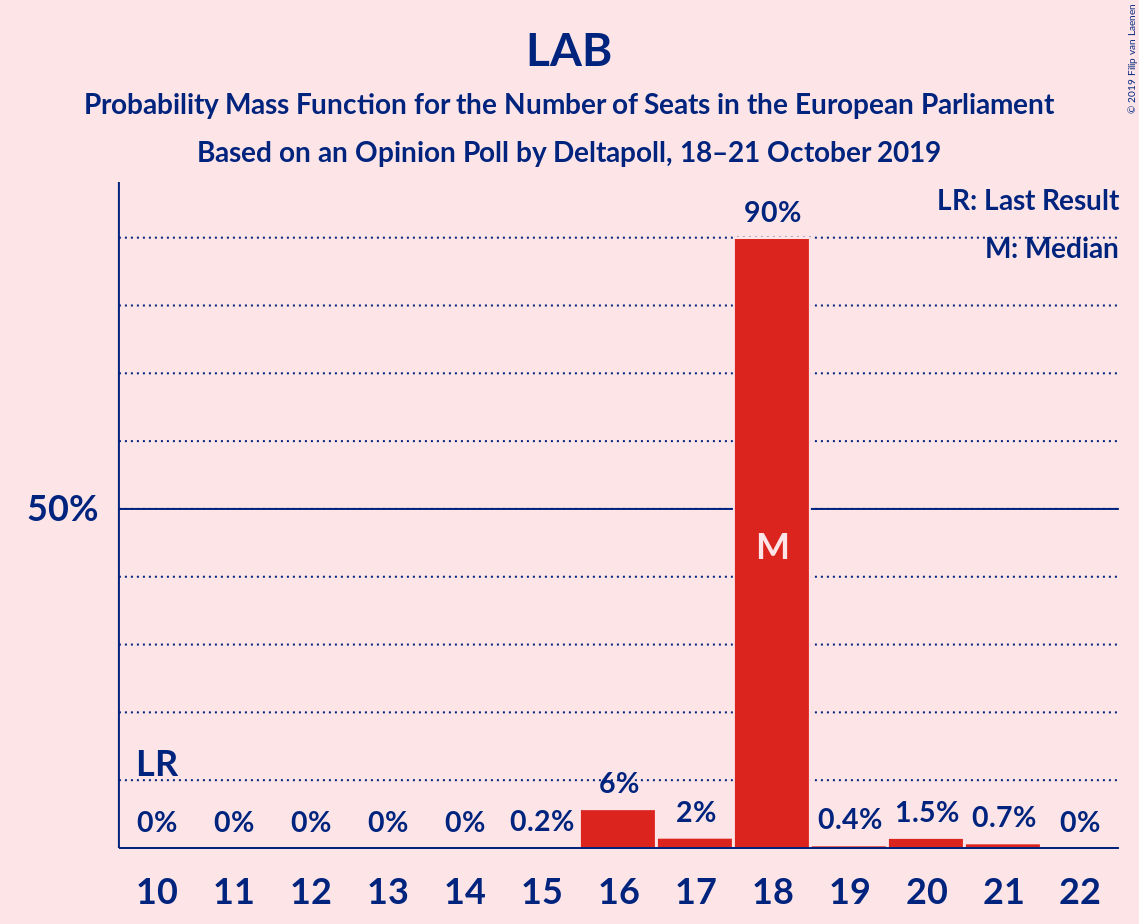 LAB
Probability Mass Function for the Number of Seats in the European Parliament
Based on an Opinion Poll by Deltapoll, 18–21 October 2019
© 2019 Filip van Laenen
LR: Last Result
M: Median
90%
50%
M
LR
0% 0% 0% 0% 0% 0.2% 6% 2% 0.4% 1.5% 0.7% 0%
10 11 12 13 14 15 16 17 18 19 20 21 22